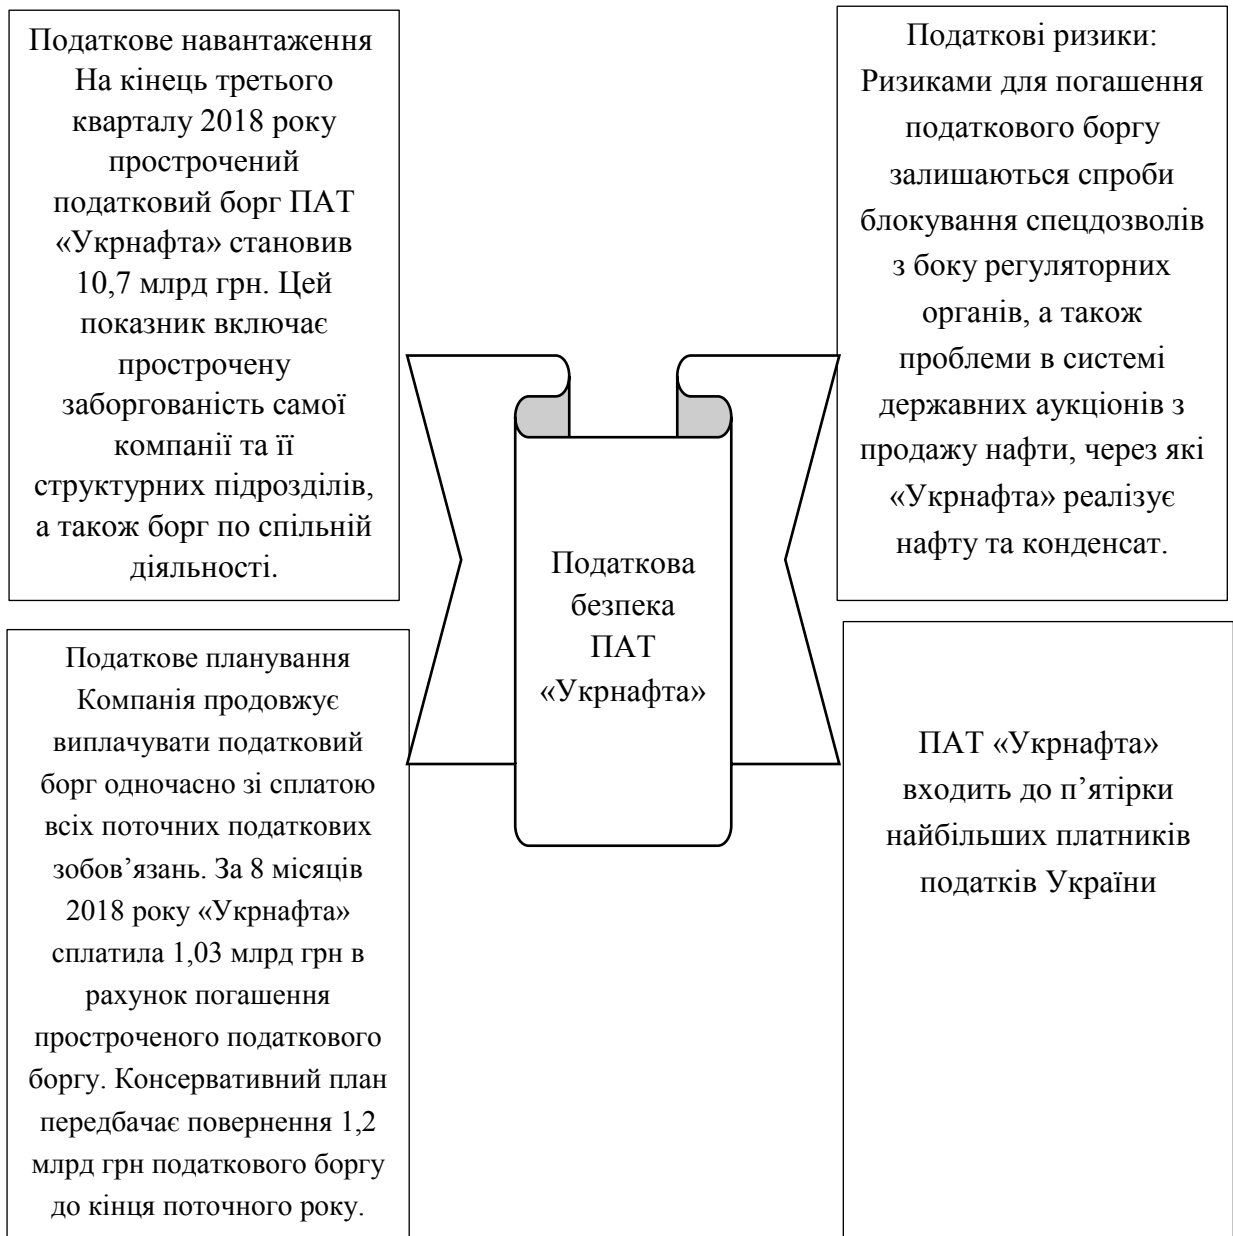 Податкове навантаження
На кінець третього
кварталу 2018 року
прострочений
податковий борг ПАТ
«Укрнафта» становив
10,7 млрд грн. Цей
показник включає
прострочену
заборгованість самої
компанії та її
структурних підрозділів,
а також борг по спільній
діяльності.
Податкові ризики:
Ризиками для погашення
податкового боргу
залишаються спроби
блокування спецдозволів
з боку регуляторних
органів, а також
проблеми в системі
державних аукціонів з
продажу нафти, через які
«Укрнафта» реалізує
нафту та конденсат.
Податкова
безпека
ПАТ
«Укрнафта»
Податкове планування
Компанія продовжує
виплачувати податковий
борг одночасно зі сплатою
всіх поточних податкових
зобов’язань. За 8 місяців
2018 року «Укрнафта»
сплатила 1,03 млрд грн в
рахунок погашення
простроченого податкового
боргу. Консервативний план
передбачає повернення 1,2
млрд грн податкового боргу
до кінця поточного року.
ПАТ «Укрнафта»
входить до п’ятірки
найбільших платників
податків України